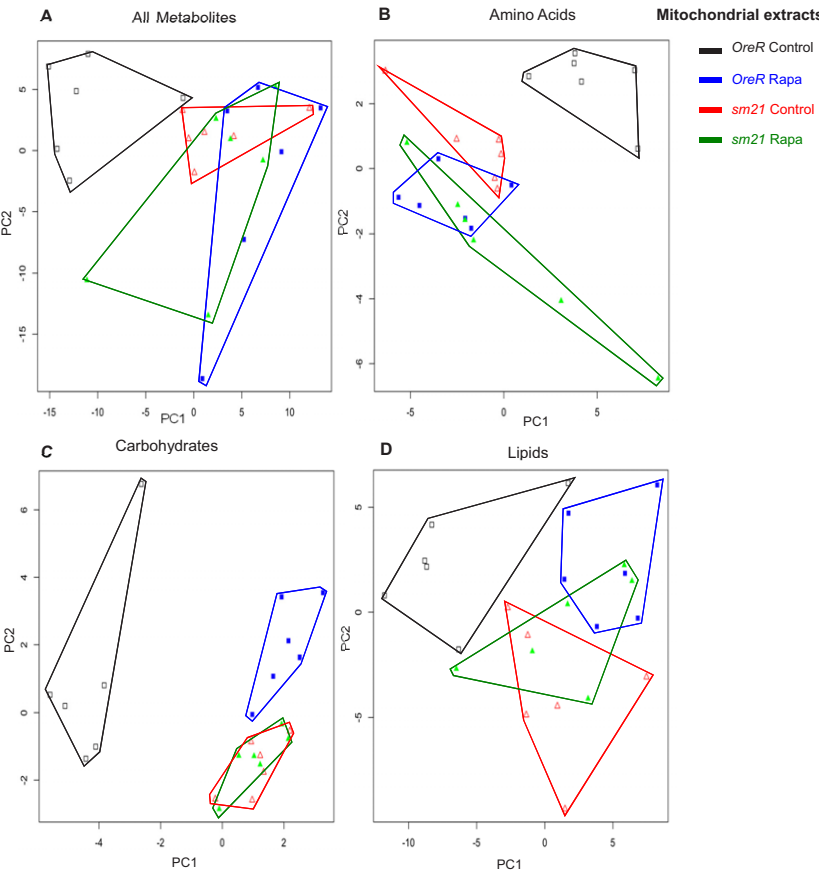 A All Metabolites
B Amino Acids
Mitochondrial extracts
OreR Control
OreR Rapa
sm21 Control
sm21 Rapa
PC2
5
0
-5
-10
-15
-15 -10 -5 0 5 10
PC1
PC2
2
0
-2
-4
-6
-5 0 5
PC1
C Carbohydrates
D Lipids
PC2
6
4
2
0
-2
-4 -2 0 2
PC1
PC2
5
0
-5
-10 -5 0 5
PC1